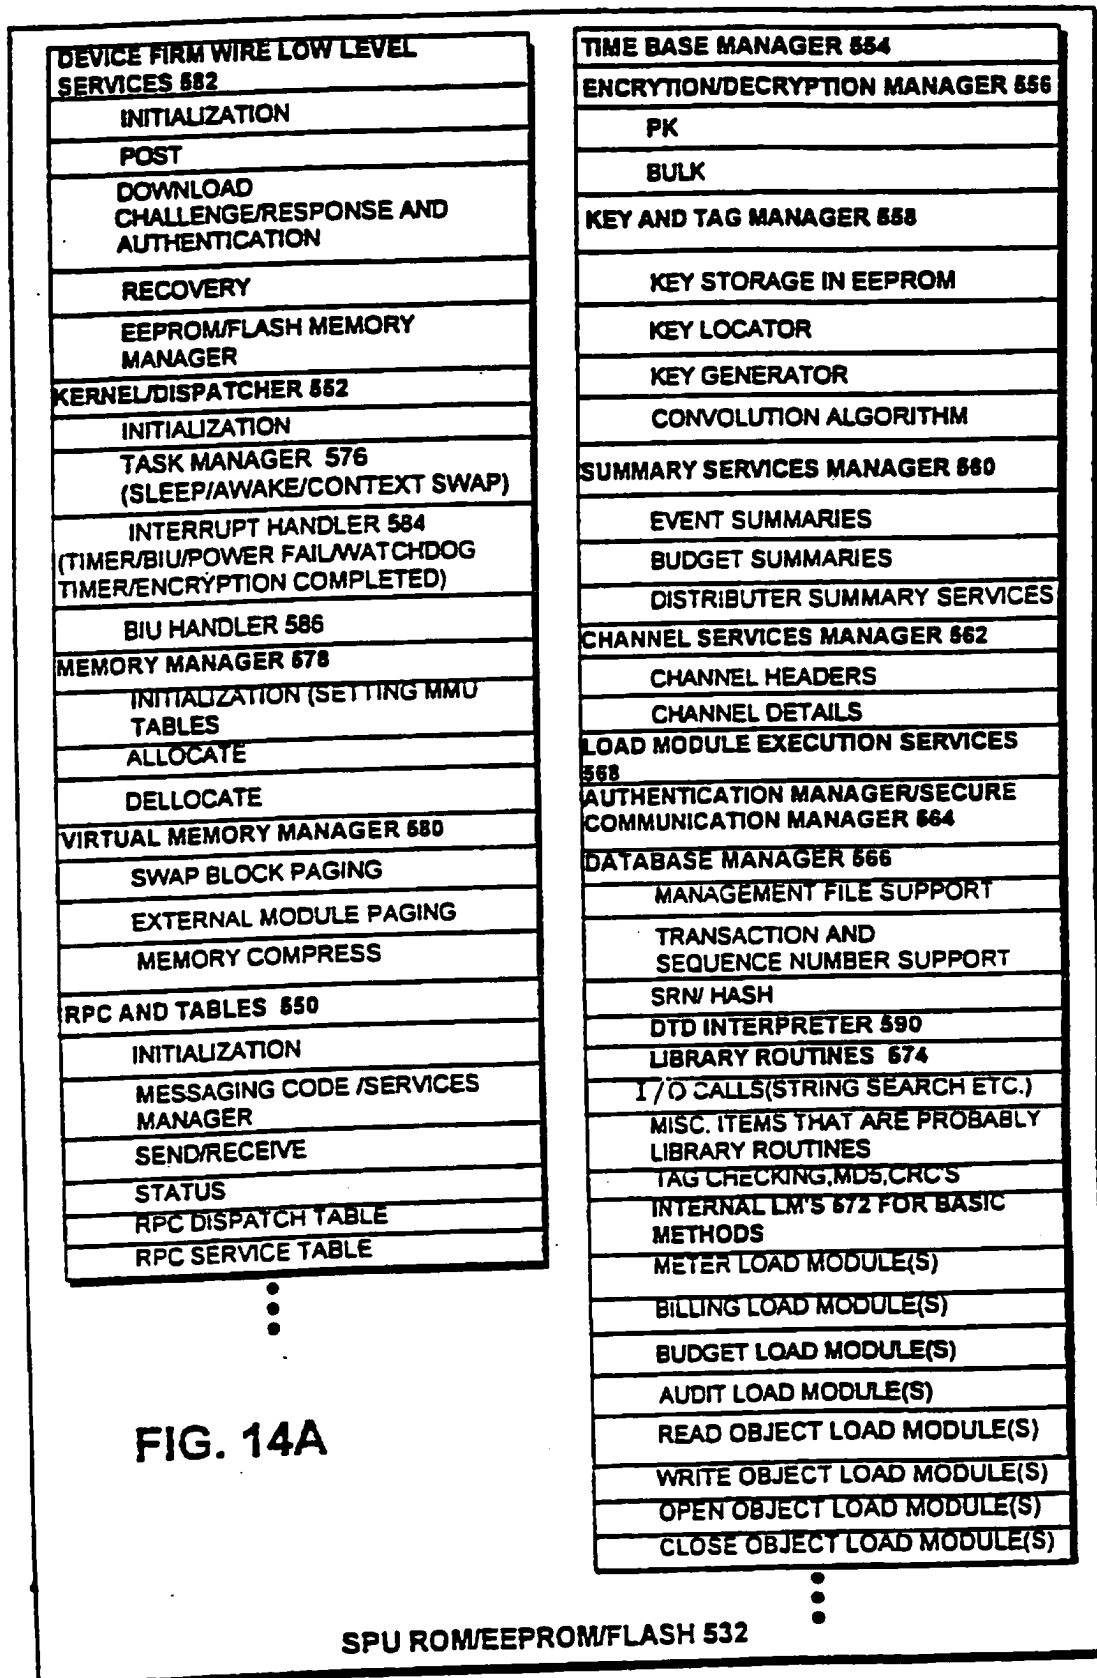 DEVICE FIRM WIRE LOW LEVEL
SERVICES 582
INITIALIZATION
POST
DOWNLOAD
CHALLENGE/RESPONSE AND
AUTHENTICATION
RECOVERY
EEPROM/FLASH MEMORY
MANAGER
KERNEL/DISPATCHER 552
INITIALIZATION
TASK MANAGER 576
(SLEEP/AWAKE/CONTEXT SWAP)
INTERRUPT HANDLER 584
(TIMER/BIU/POWER FAIL/WATCHDOG
TIMER/ENCRYPTION COMPLETED)
BIU HANDLER 586
MEMORY MANAGER 578
INITIALIZATION (SETTING MMU
TABLES
ALLOCATE
DELLOCATE
VIRTUAL MEMORY MANAGER 580
SWAP BLOCK PAGING
EXTERNAL MODULE PAGING
MEMORY COMPRESS
RPC AND TABLES 550
INITIALIZATION
MESSAGING CODE /SERVICES
MANAGER
SEND/RECEIVE
STATUS
RPC DISPATCH TABLE
RPC SERVICE TABLE
FIG. 14A
TIME BASE MANAGER 554
ENCRYTION/DECRYPTION MANAGER 556
PK
BULK
KEY AND TAG MANAGER 558
KEY STORAGE IN EEPROM
KEY LOCATOR
KEY GENERATOR
CONVOLUTION ALGORITHM
SUMMARY SERVICES MANAGER 560
EVENT SUMMARIES
BUDGET SUMMARIES
DISTRIBUTER SUMMARY SERVICES
CHANNEL SERVICES MANAGER 562
CHANNEL HEADERS
CHANNEL DETAILS
LOAD MODULE EXECUTION SERVICES
568
AUTHENTICATION MANAGER/SECURE
COMMUNICATION MANAGER 564
DATABASE MANAGER 566
MANAGEMENT FILE SUPPORT
TRANSACTION AND
SEQUENCE NUMBER SUPPORT
SRN/ HASH
DTD INTERPRETER 590
LIBRARY ROUTINES 574
I/O CALLS(STRING SEARCH ETC.)
MISC. ITEMS THAT ARE PROBABLY
LIBRARY ROUTINES
TAG CHECKING,MD5,CRC'S
INTERNAL LM'S 572 FOR BASIC
METHODS
METER LOAD MODULE(S)
BILLING LOAD MODULE(S)
BUDGET LOAD MODULE(S)
AUDIT LOAD MODULE(S)
READ OBJECT LOAD MODULE(S)
WRITE OBJECT LOAD MODULE(S)
OPEN OBJECT LOAD MODULE(S)
CLOSE OBJECT LOAD MODULE(S)
SPU ROM/EEPROM/FLASH 532